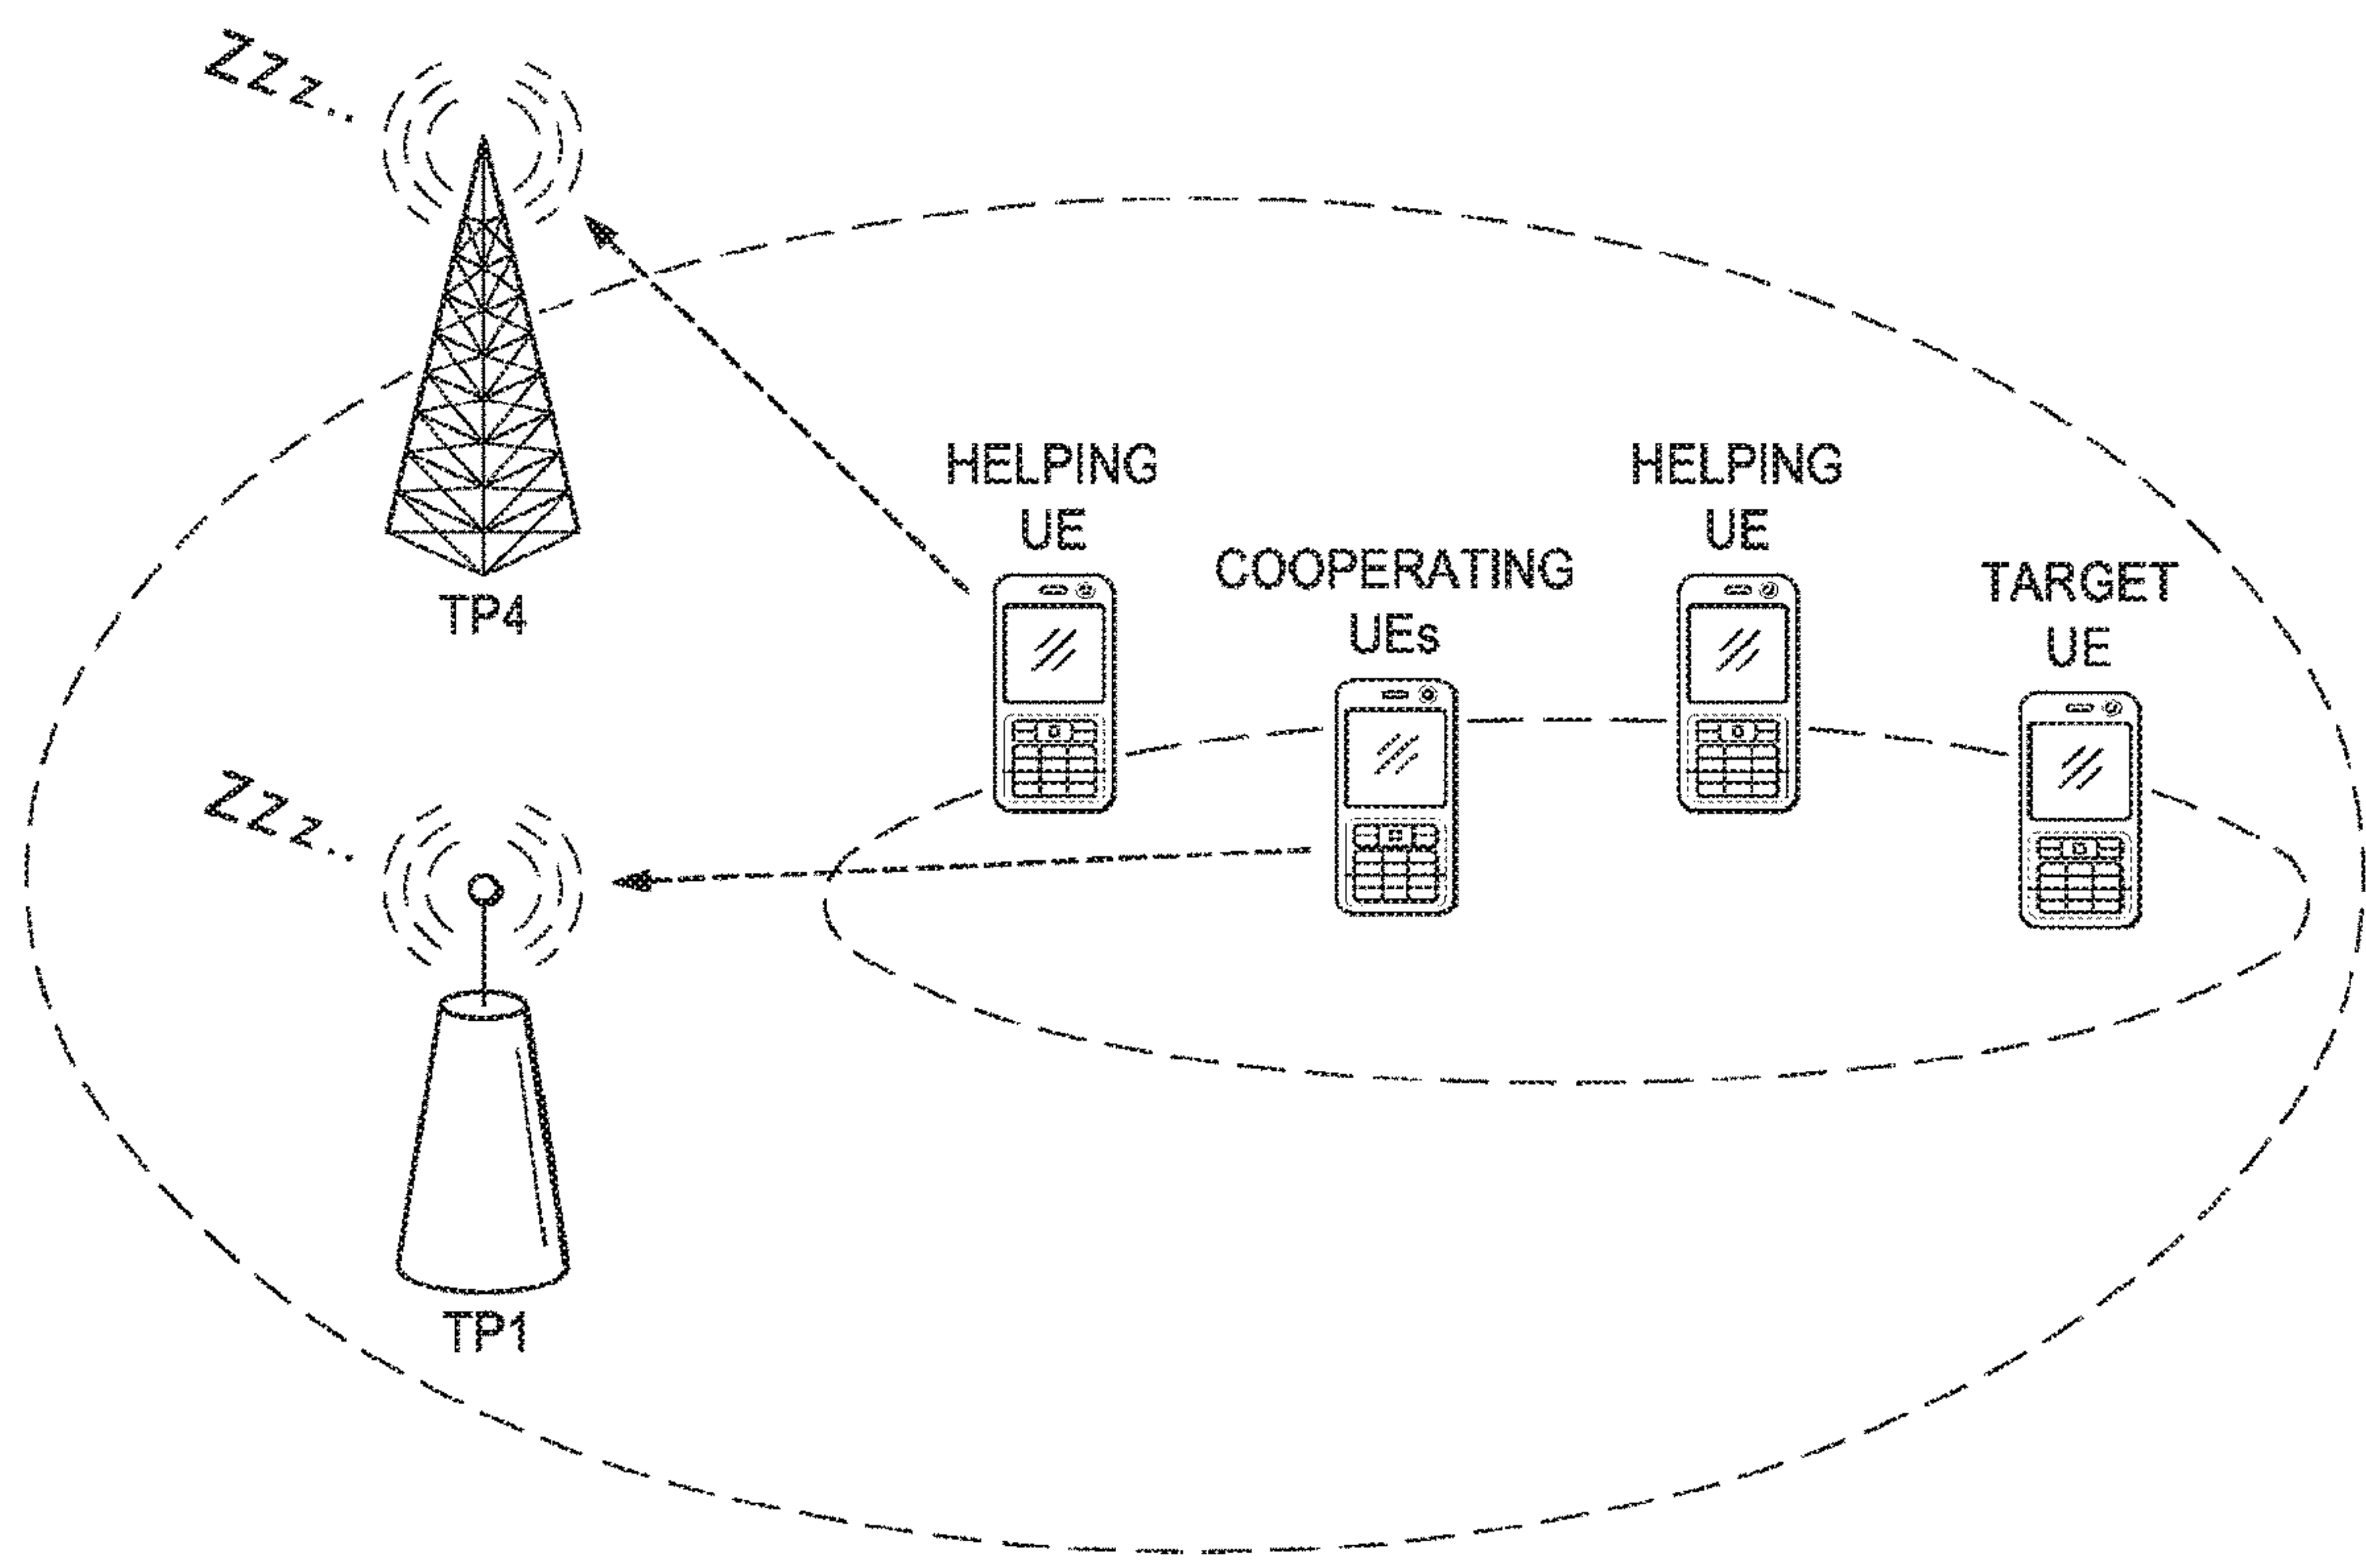 ZZz...
TP4
HELPING
UE
COOPERATING
UEs
HELPING
UE
TARGET
UE
ZZz...
TP1